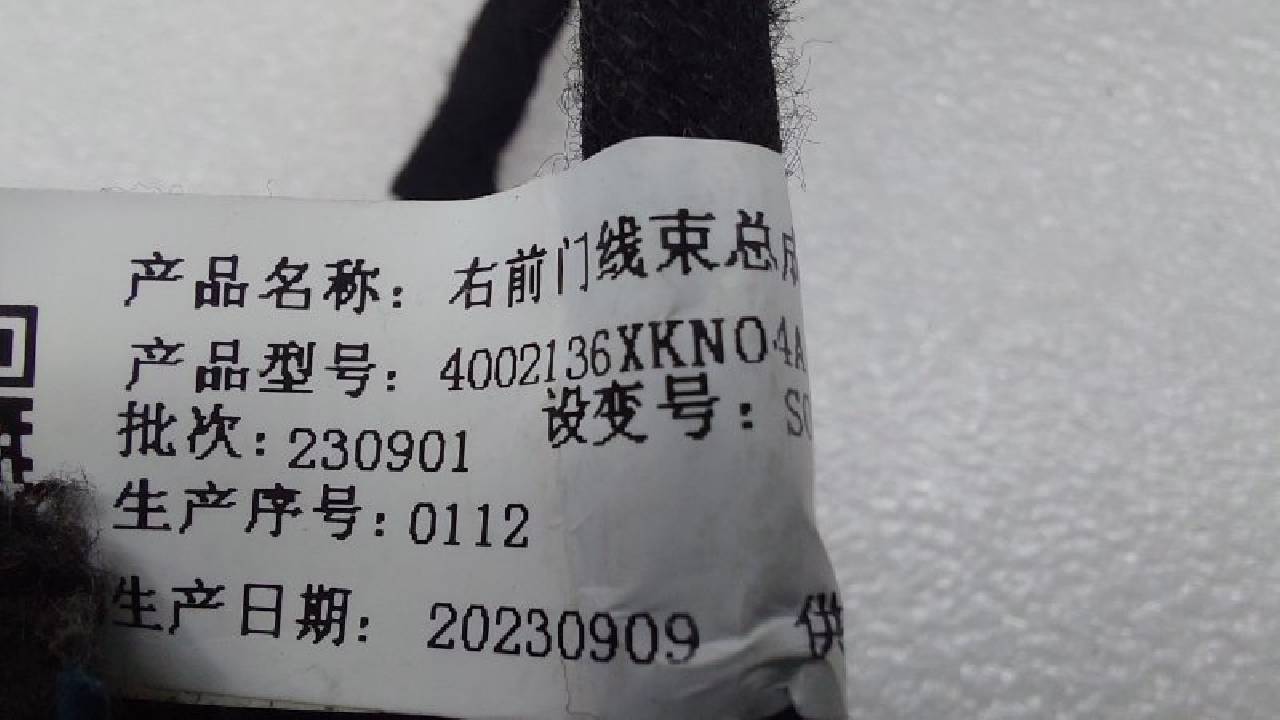 产品名称：右前门线束总成
产品型号：4002136XKN04A
设变号：
批次：230901
生产序号：0112
生产日期：20230909